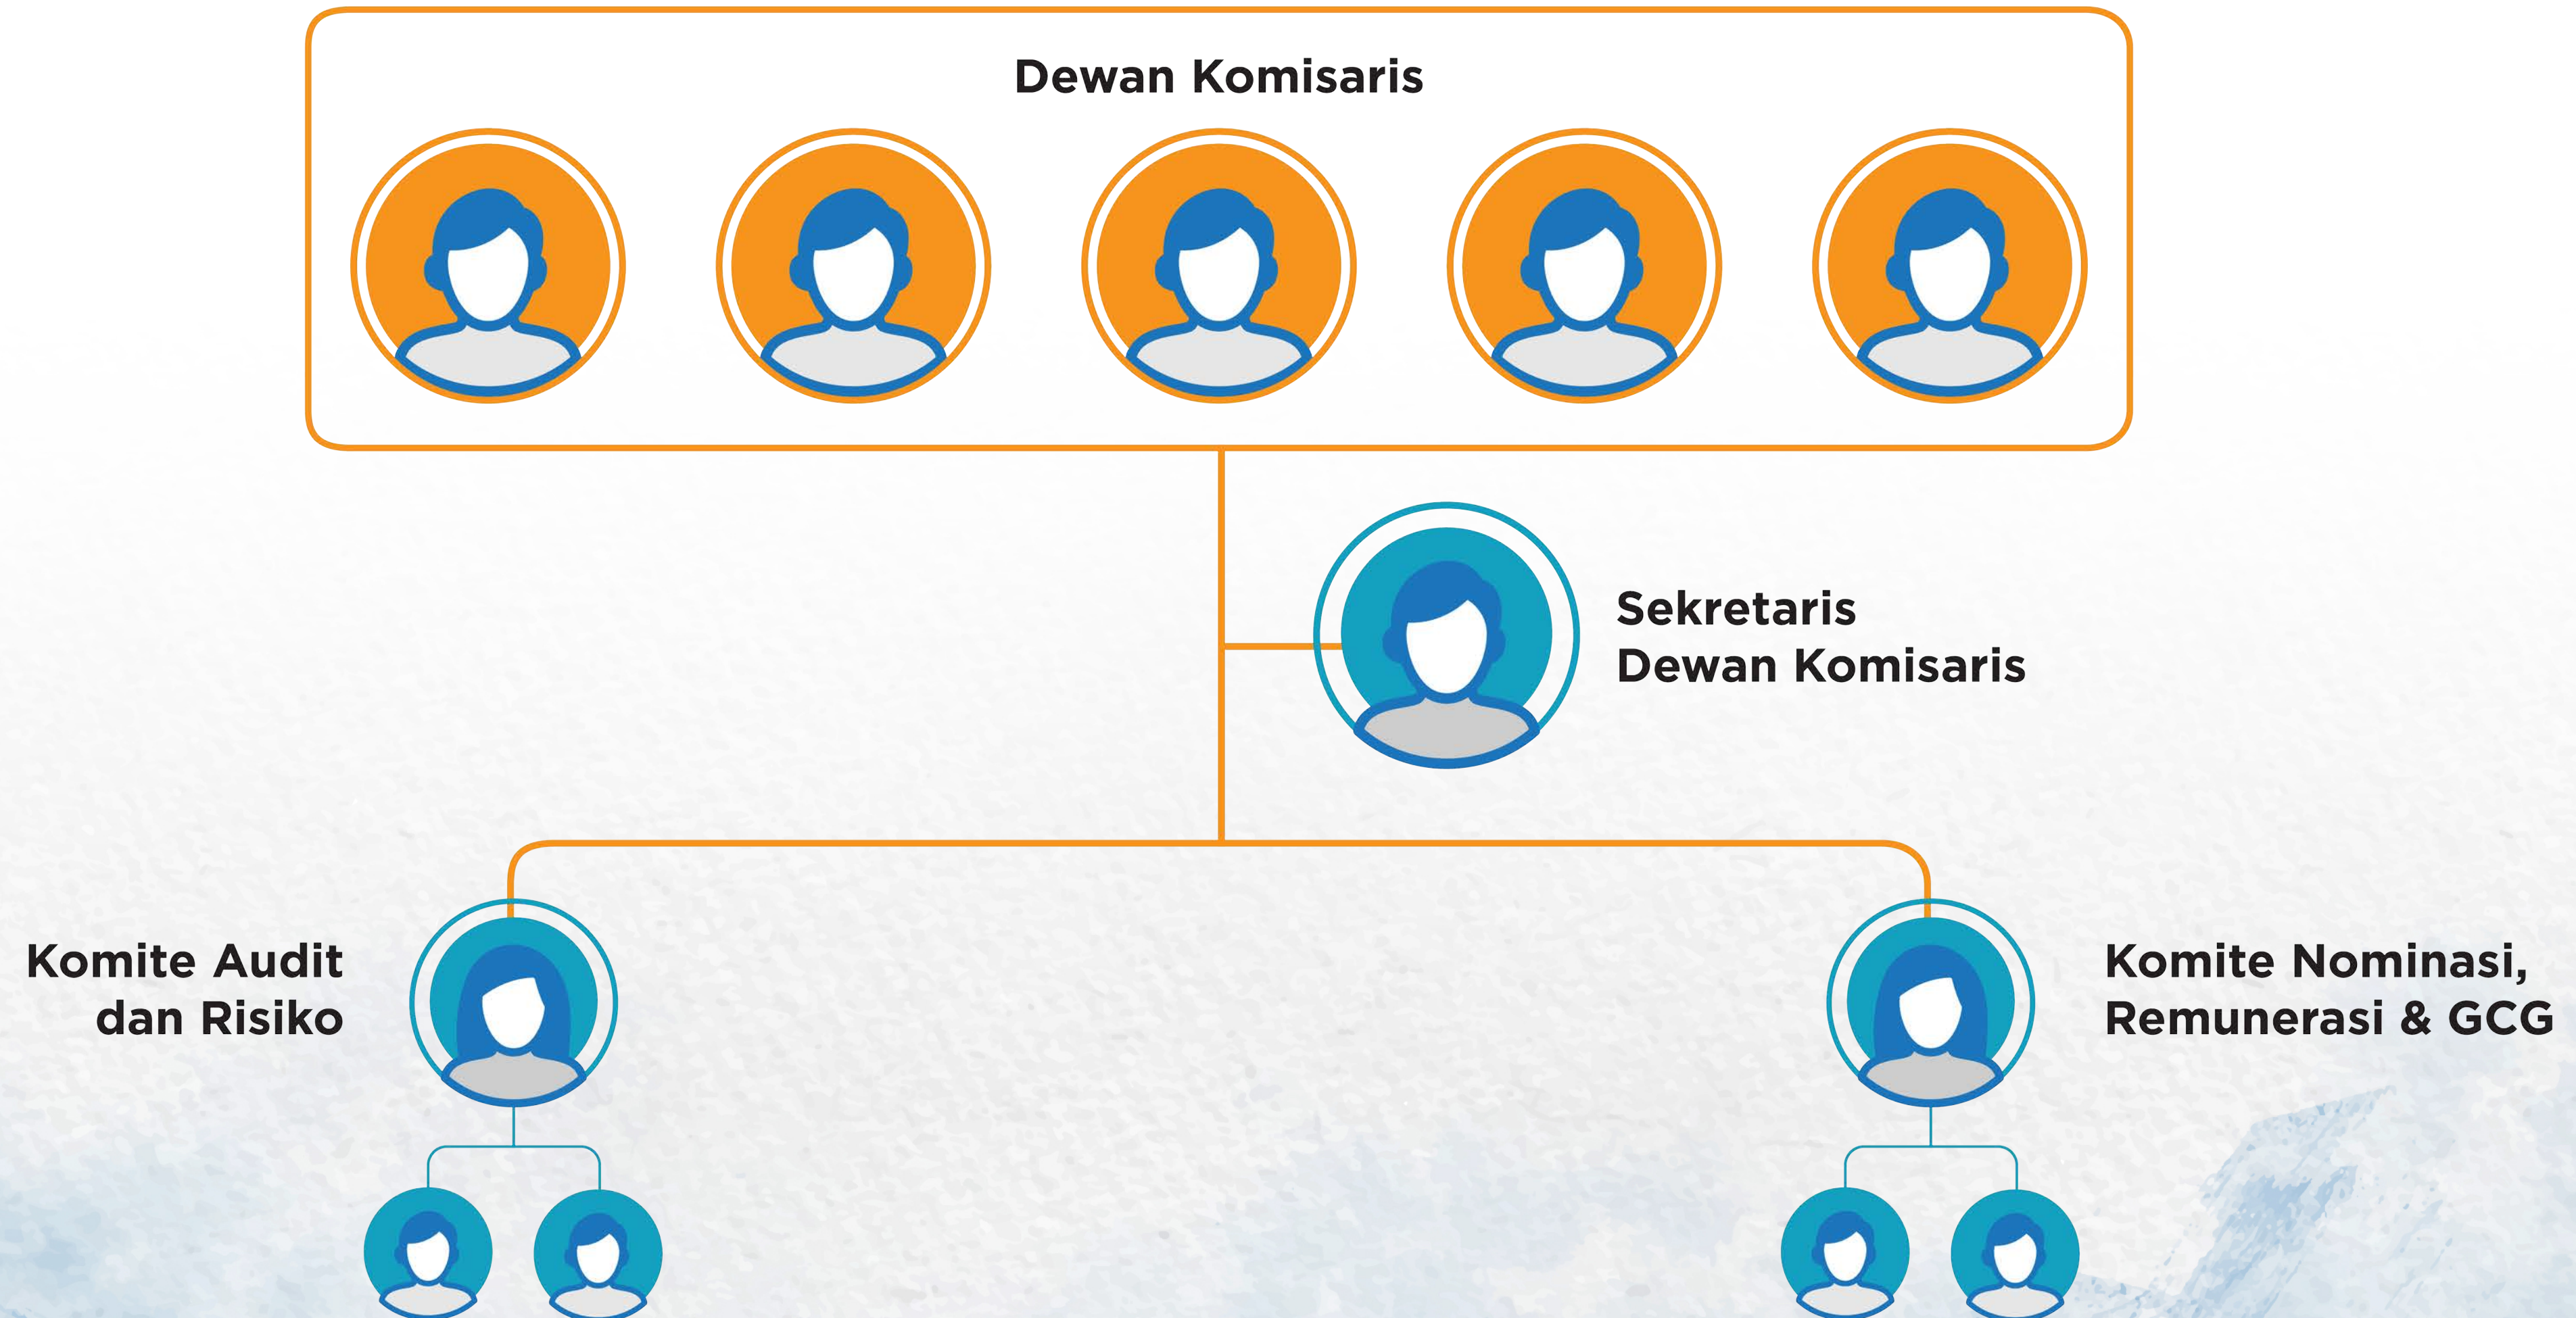 Dewan Komisaris
Sekretaris
Dewan Komisaris
Komite Audit
dan Risiko
Komite Nominasi,
Remunerasi & GCG